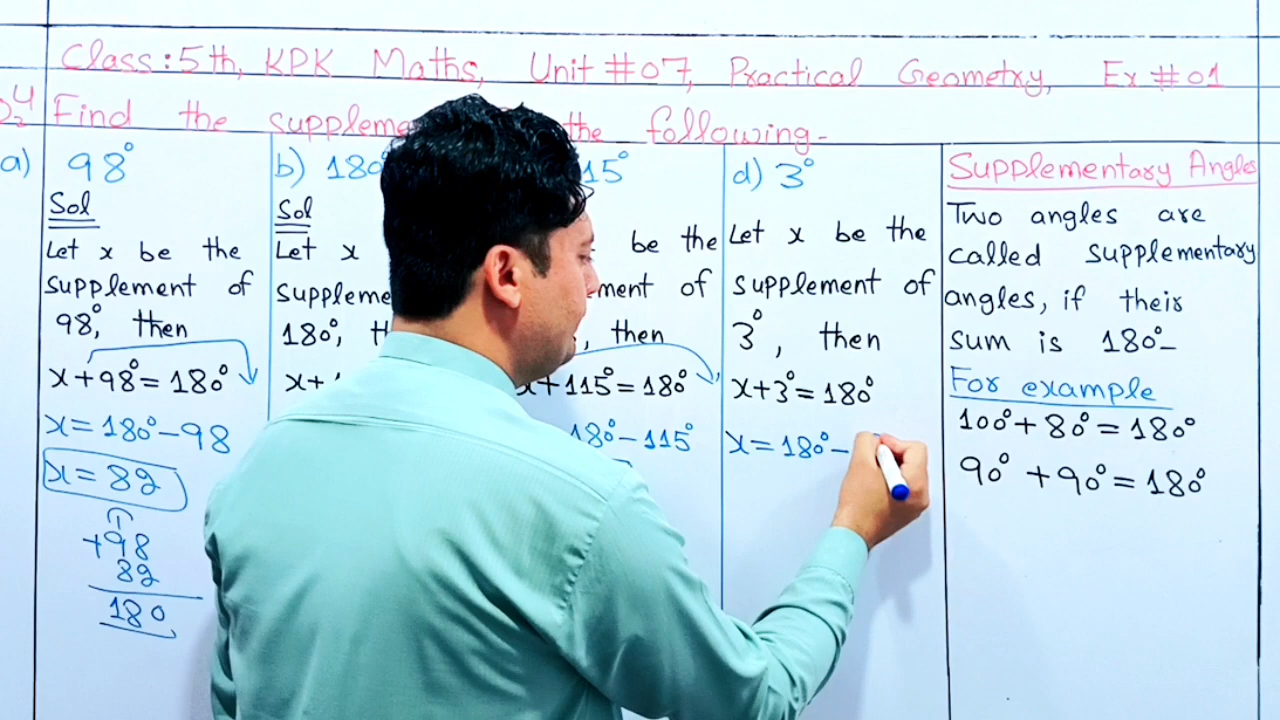 Class: 5th, KPK Maths, Unit #07, Practical Geometry, Ex #01
Q4 Find the the following-
a) 98°
Sol
Let x be the
supplement of
98°, then
x+98°=180°
x=180°-98
x=82
+98
82
180
b) 180°
Sol
Let x
180°,
x+
15°
be the
of
, then
x+115°=180°
180°-115°
d) 3°
Let x be the
supplement of
3°, then
x+3°=180°
x=180°-
Supplementary Angles
Two angles are
called supplementary
angles, if their
sum is 180°-
For example
100°+80°=180°
90°+90°=180°